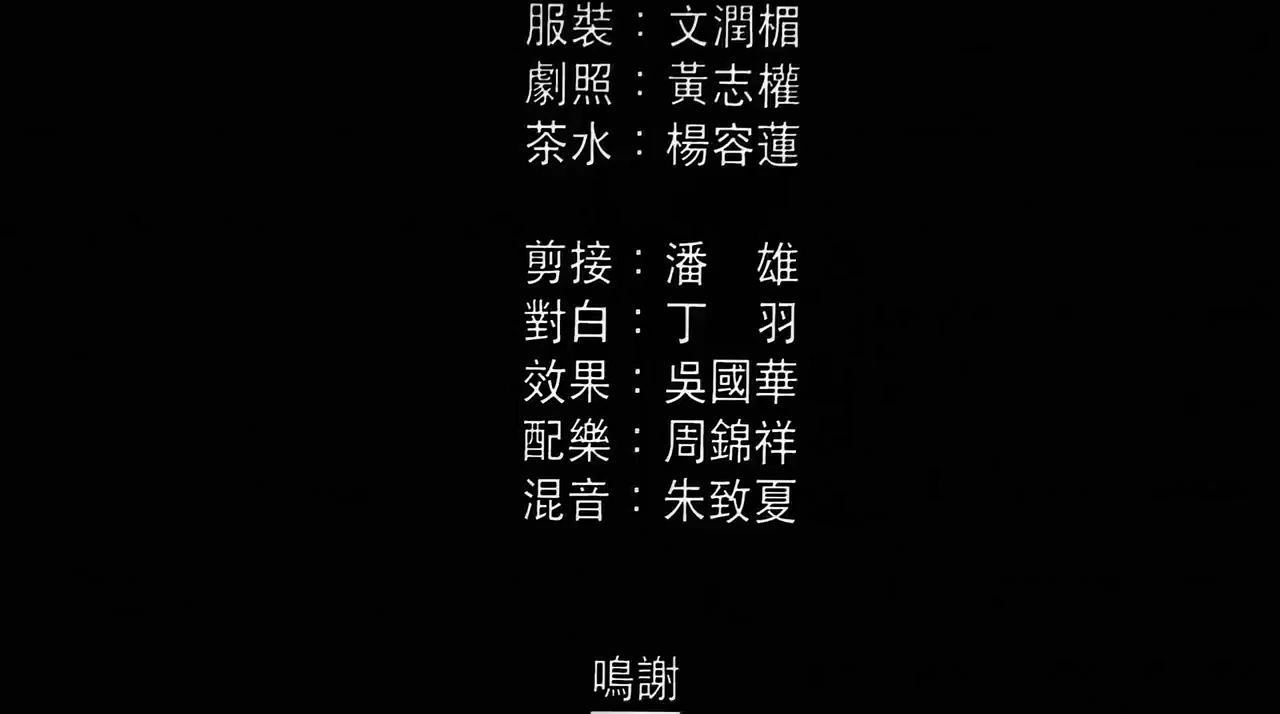 服裝：文潤楣
劇照：黃志權
茶水：楊容蓮
剪接：潘　雄
對白：丁　羽
效果：吳國華
配樂：周錦祥
混音：朱致夏
鳴謝